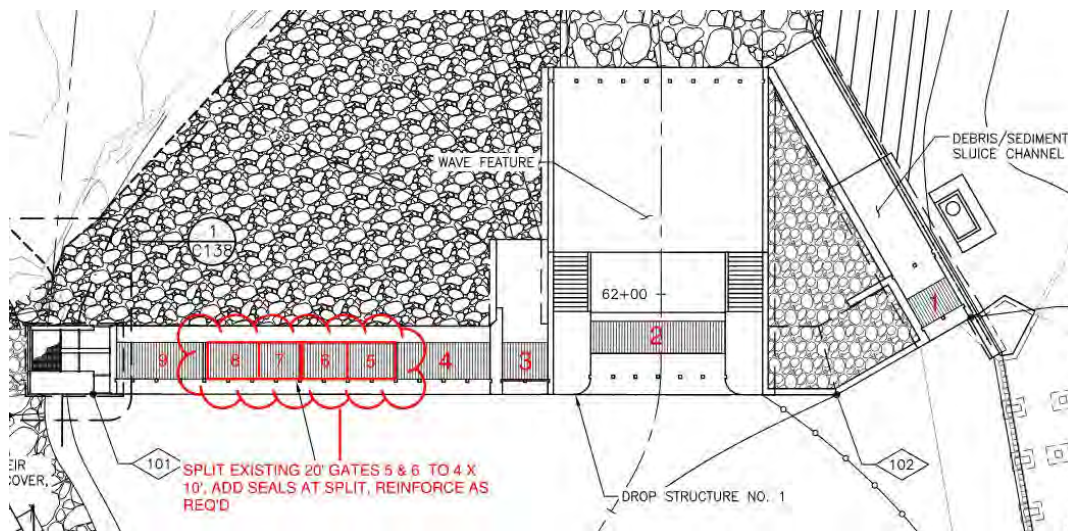 WAVE FEATURE
DEBRIS/SEDIMENT
SLUICE CHANNEL
1
C138
62+00
1
2
9
8
7
6
5
4
3
101
SPLIT EXISTING 20' GATES 5 & 6 TO 4 X
10', ADD SEALS AT SPLIT, REINFORCE AS
REQ'D
102
DROP STRUCTURE NO. 1
EIR
COVER,